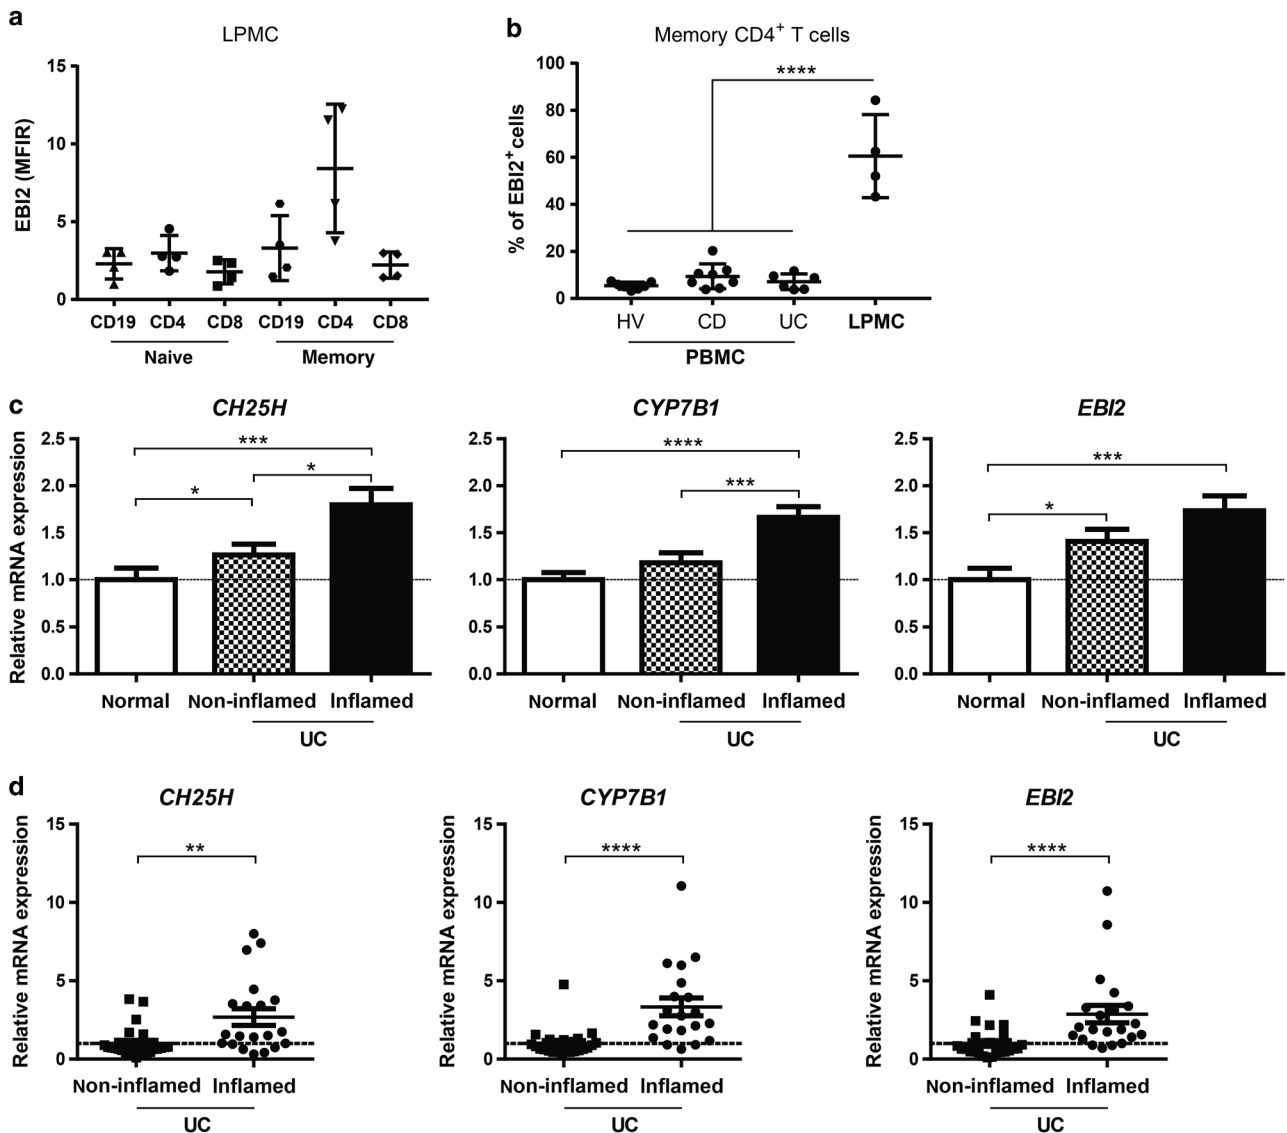 a
LPMC
EBI2 (MFIR)
15
10
5
0
CD19 CD4 CD8 CD19 CD4 CD8
Naive Memory
b
Memory CD4+ T cells
% of EBI2+ cells
100
80
60
40
20
0
****
HV CD UC LPMC
PBMC
c
CH25H
Relative mRNA expression
2.5
2.0
1.5
1.0
0.5
0.0
***
*
*
Normal Non-inflamed Inflamed
UC
CYP7B1
2.5
2.0
1.5
1.0
0.5
0.0
****
***
Normal Non-inflamed Inflamed
UC
EBI2
2.5
2.0
1.5
1.0
0.5
0.0
***
*
Normal Non-inflamed Inflamed
UC
d
CH25H
Relative mRNA expression
15
10
5
0
**
Non-inflamed Inflamed
UC
CYP7B1
Relative mRNA expression
15
10
5
0
****
Non-inflamed Inflamed
UC
EBI2
Relative mRNA expression
15
10
5
0
****
Non-inflamed Inflamed
UC